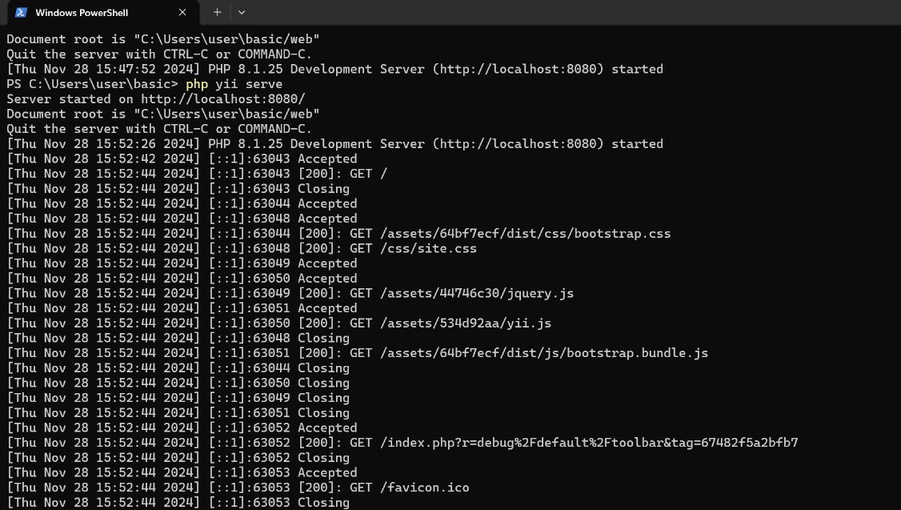 Windows PowerShell
Document root is "C:\Users\user\basic/web"
Quit the server with CTRL-C or COMMAND-C.
[Thu Nov 28 15:47:52 2024] PHP 8.1.25 Development Server (http://localhost:8080) started
PS C:\Users\user\basic> php yii serve
Server started on http://localhost:8080/
Document root is "C:\Users\user\basic/web"
Quit the server with CTRL-C or COMMAND-C.
[Thu Nov 28 15:52:26 2024] PHP 8.1.25 Development Server (http://localhost:8080) started
[Thu Nov 28 15:52:42 2024] [::1]:63043 Accepted
[Thu Nov 28 15:52:44 2024] [::1]:63043 [200]: GET /
[Thu Nov 28 15:52:44 2024] [::1]:63043 Closing
[Thu Nov 28 15:52:44 2024] [::1]:63044 Accepted
[Thu Nov 28 15:52:44 2024] [::1]:63048 Accepted
[Thu Nov 28 15:52:44 2024] [::1]:63044 [200]: GET /assets/64bf7ecf/dist/css/bootstrap.css
[Thu Nov 28 15:52:44 2024] [::1]:63048 [200]: GET /css/site.css
[Thu Nov 28 15:52:44 2024] [::1]:63049 Accepted
[Thu Nov 28 15:52:44 2024] [::1]:63050 Accepted
[Thu Nov 28 15:52:44 2024] [::1]:63049 [200]: GET /assets/44746c30/jquery.js
[Thu Nov 28 15:52:44 2024] [::1]:63051 Accepted
[Thu Nov 28 15:52:44 2024] [::1]:63050 [200]: GET /assets/534d92aa/yii.js
[Thu Nov 28 15:52:44 2024] [::1]:63048 Closing
[Thu Nov 28 15:52:44 2024] [::1]:63051 [200]: GET /assets/64bf7ecf/dist/js/bootstrap.bundle.js
[Thu Nov 28 15:52:44 2024] [::1]:63044 Closing
[Thu Nov 28 15:52:44 2024] [::1]:63050 Closing
[Thu Nov 28 15:52:44 2024] [::1]:63049 Closing
[Thu Nov 28 15:52:44 2024] [::1]:63051 Closing
[Thu Nov 28 15:52:44 2024] [::1]:63052 Accepted
[Thu Nov 28 15:52:44 2024] [::1]:63052 [200]: GET /index.php?r=debug%2Fdefault%2Ftoolbar&tag=67482f5a2bfb7
[Thu Nov 28 15:52:44 2024] [::1]:63052 Closing
[Thu Nov 28 15:52:44 2024] [::1]:63053 Accepted
[Thu Nov 28 15:52:44 2024] [::1]:63053 [200]: GET /favicon.ico
[Thu Nov 28 15:52:44 2024] [::1]:63053 Closing